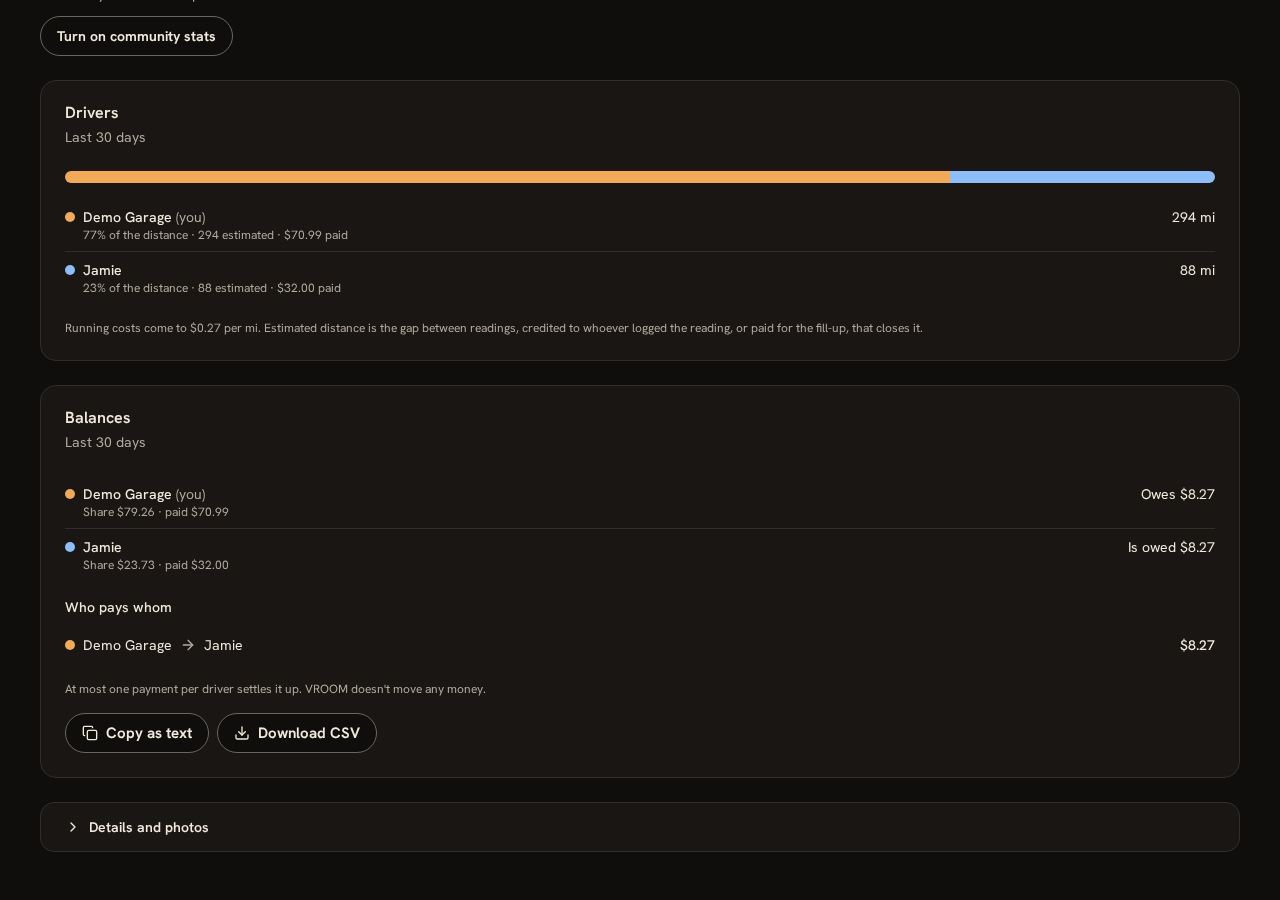 Turn on community stats
Drivers
Last 30 days
Demo Garage (you)
294 mi
77% of the distance · 294 estimated · $70.99 paid
Jamie
88 mi
23% of the distance · 88 estimated · $32.00 paid
Running costs come to $0.27 per mi. Estimated distance is the gap between readings, credited to whoever logged the reading, or paid for the fill-up, that closes it.
Balances
Last 30 days
Demo Garage (you)
Owes $8.27
Share $79.26 · paid $70.99
Jamie
Is owed $8.27
Share $23.73 · paid $32.00
Who pays whom
Demo Garage → Jamie
$8.27
At most one payment per driver settles it up. VROOM doesn't move any money.
Copy as text
Download CSV
Details and photos